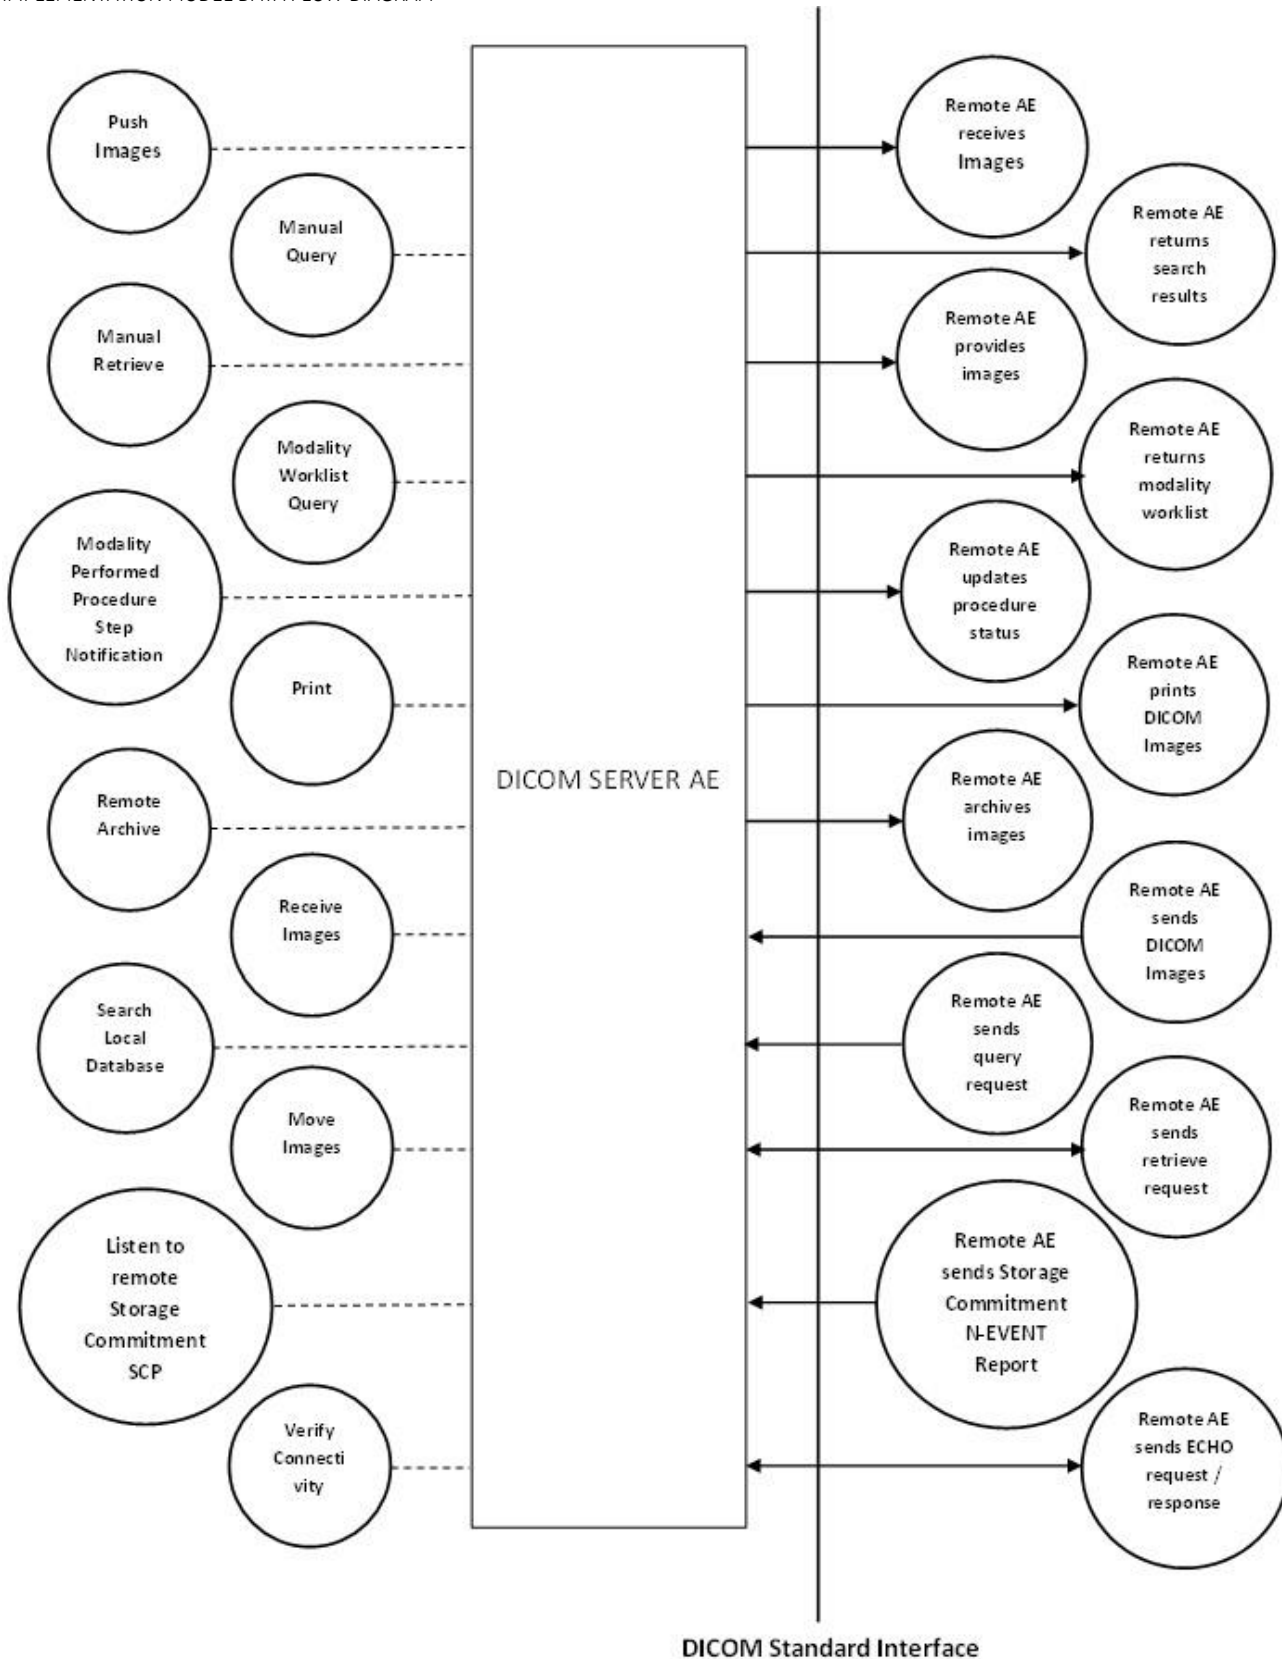 IMPLEMENTATION MODEL DATA FLOW DIAGRAM
Push
Images
Remote AE
receives
Images
Manual
Query
Remote AE
returns
search
results
Manual
Retrieve
Remote AE
provides
images
Modality
Worklist
Query
Remote AE
returns
modality
worklist
Modality
Performed
Procedure
Step
Notification
Remote AE
updates
procedure
status
Print
Remote AE
prints
DICOM
Images
DICOM SERVER AE
Remote
Archive
Remote AE
archives
images
Receive
Images
Remote AE
sends
DICOM
Images
Search
Local
Database
Remote AE
sends
query
request
Move
Images
Remote AE
sends
retrieve
request
Listen to
remote
Storage
Commitment
SCP
Remote AE
sends Storage
Commitment
N-EVENT
Report
Verify
Connecti
vity
Remote AE
sends ECHO
request /
response
DICOM Standard Interface